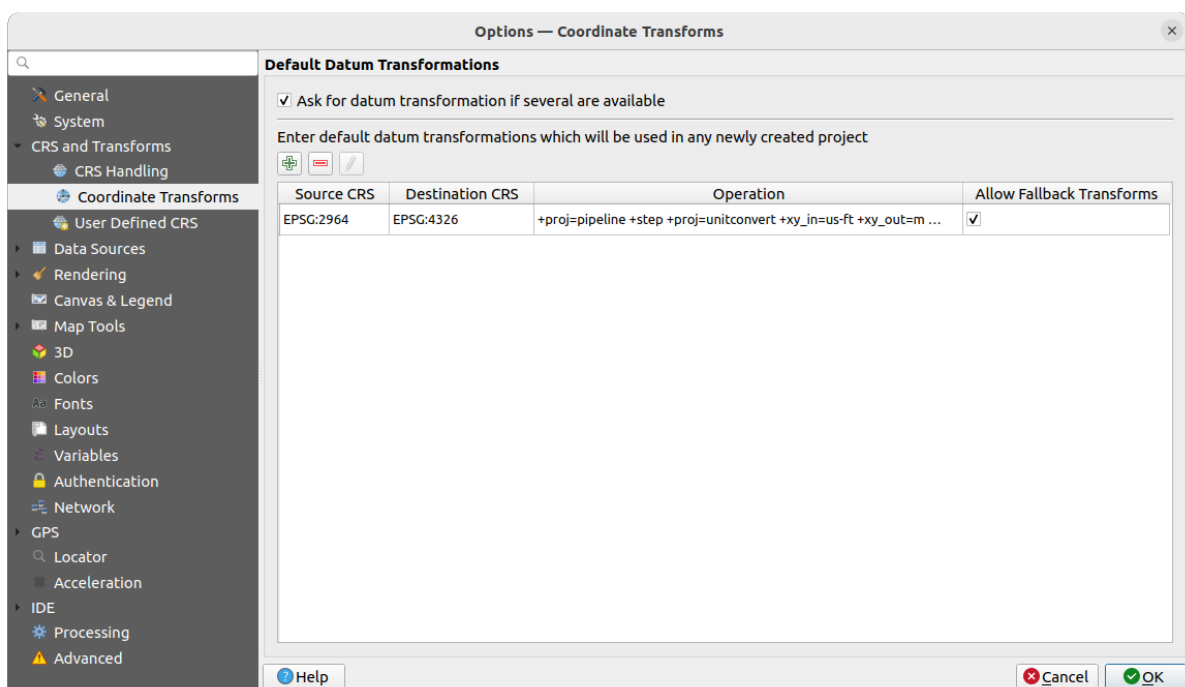 Options — Coordinate Transforms
General
System
CRS and Transforms
CRS Handling
Coordinate Transforms
User Defined CRS
Data Sources
Rendering
Canvas & Legend
Map Tools
3D
Colors
Fonts
Layouts
Variables
Authentication
Network
GPS
Locator
Acceleration
IDE
Processing
Advanced
Default Datum Transformations
Ask for datum transformation if several are available
Enter default datum transformations which will be used in any newly created project
Source CRS Destination CRS Operation Allow Fallback Transforms
EPSG:2964 EPSG:4326 +proj=pipeline +step +proj=unitconvert +xy_in=us-ft +xy_out=m ...
Help Cancel OK